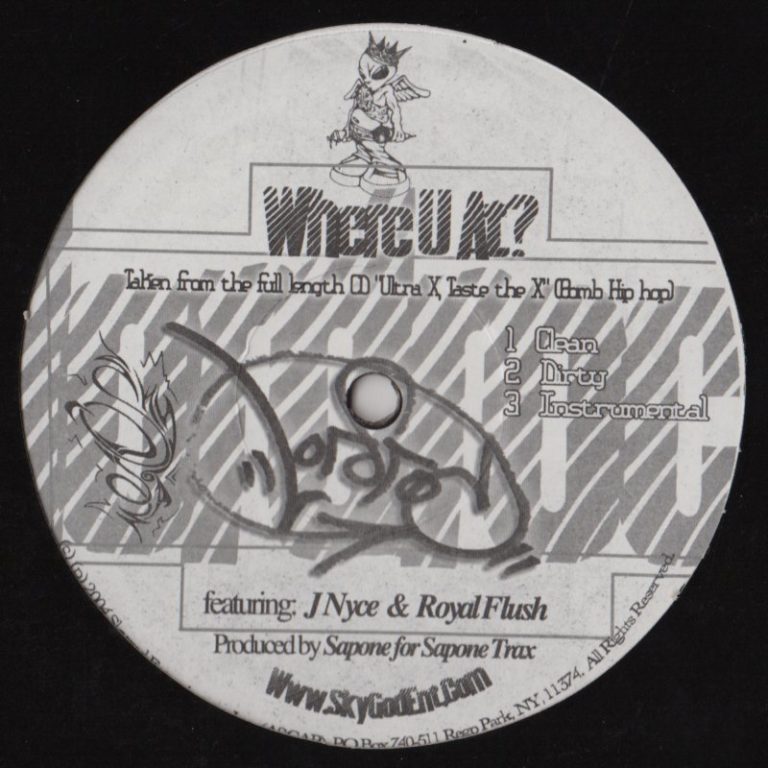 Where U At?
Taken from the full length CD "Ultra X, Taste the X" (Bomb Hip hop)
1 Clean
2 Dirty
3 Instrumental
featuring: J Nyce & Royal Flush
Produced by Sapone for Sapone Trax
Www.SkyGodEnt.Com
(ASCAP) PO Box 740-511 Rego Park, NY, 11374. All Rights Reserved.